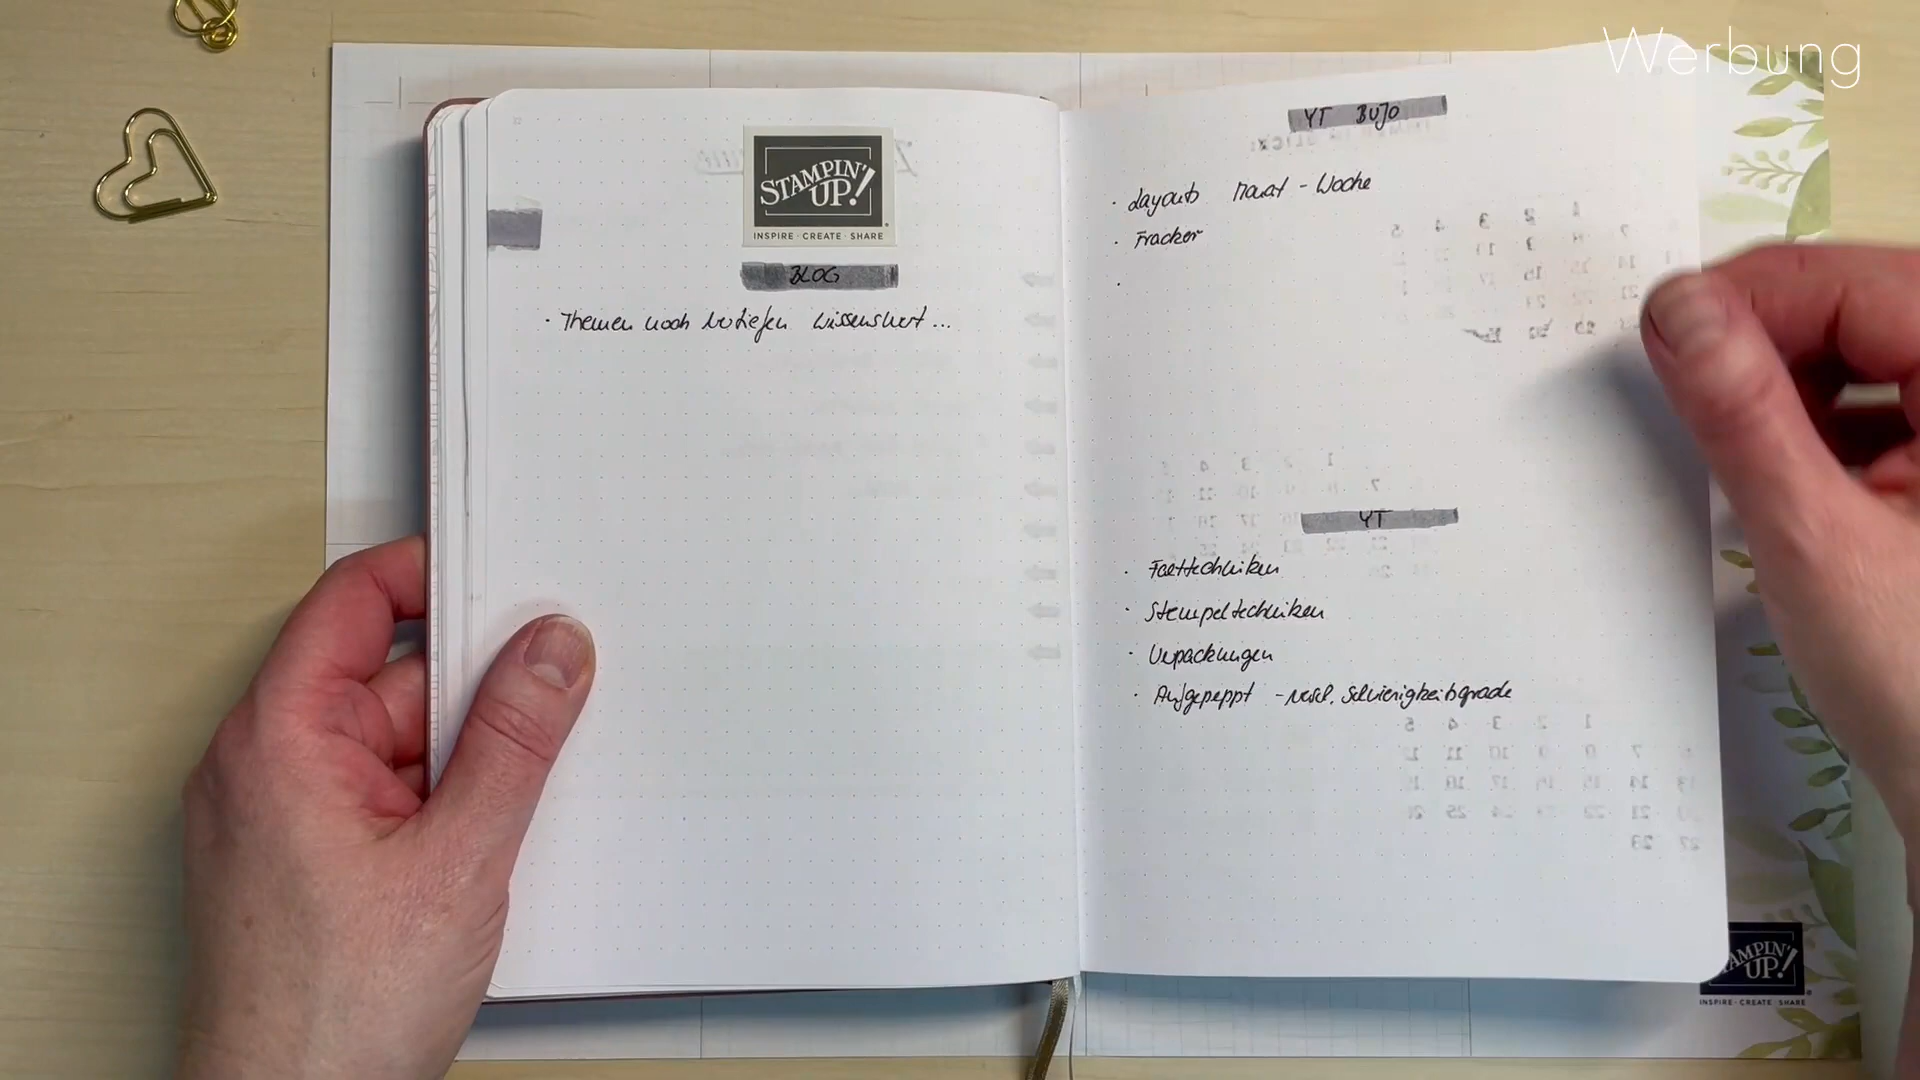 Werbung
STAMPIN' UP!
INSPIRE · CREATE · SHARE
BLOG
· Themen noch vertiefen Wissenswert...
YT BUJO
· Layouts Monat - Woche
· Tracker
·
YT
· Falttechniken
· Stempeltechniken
· Verpackungen
· Aufgepeppt - versch. Schwierigkeitsgrade
STAMPIN' UP!
INSPIRE · CREATE · SHARE